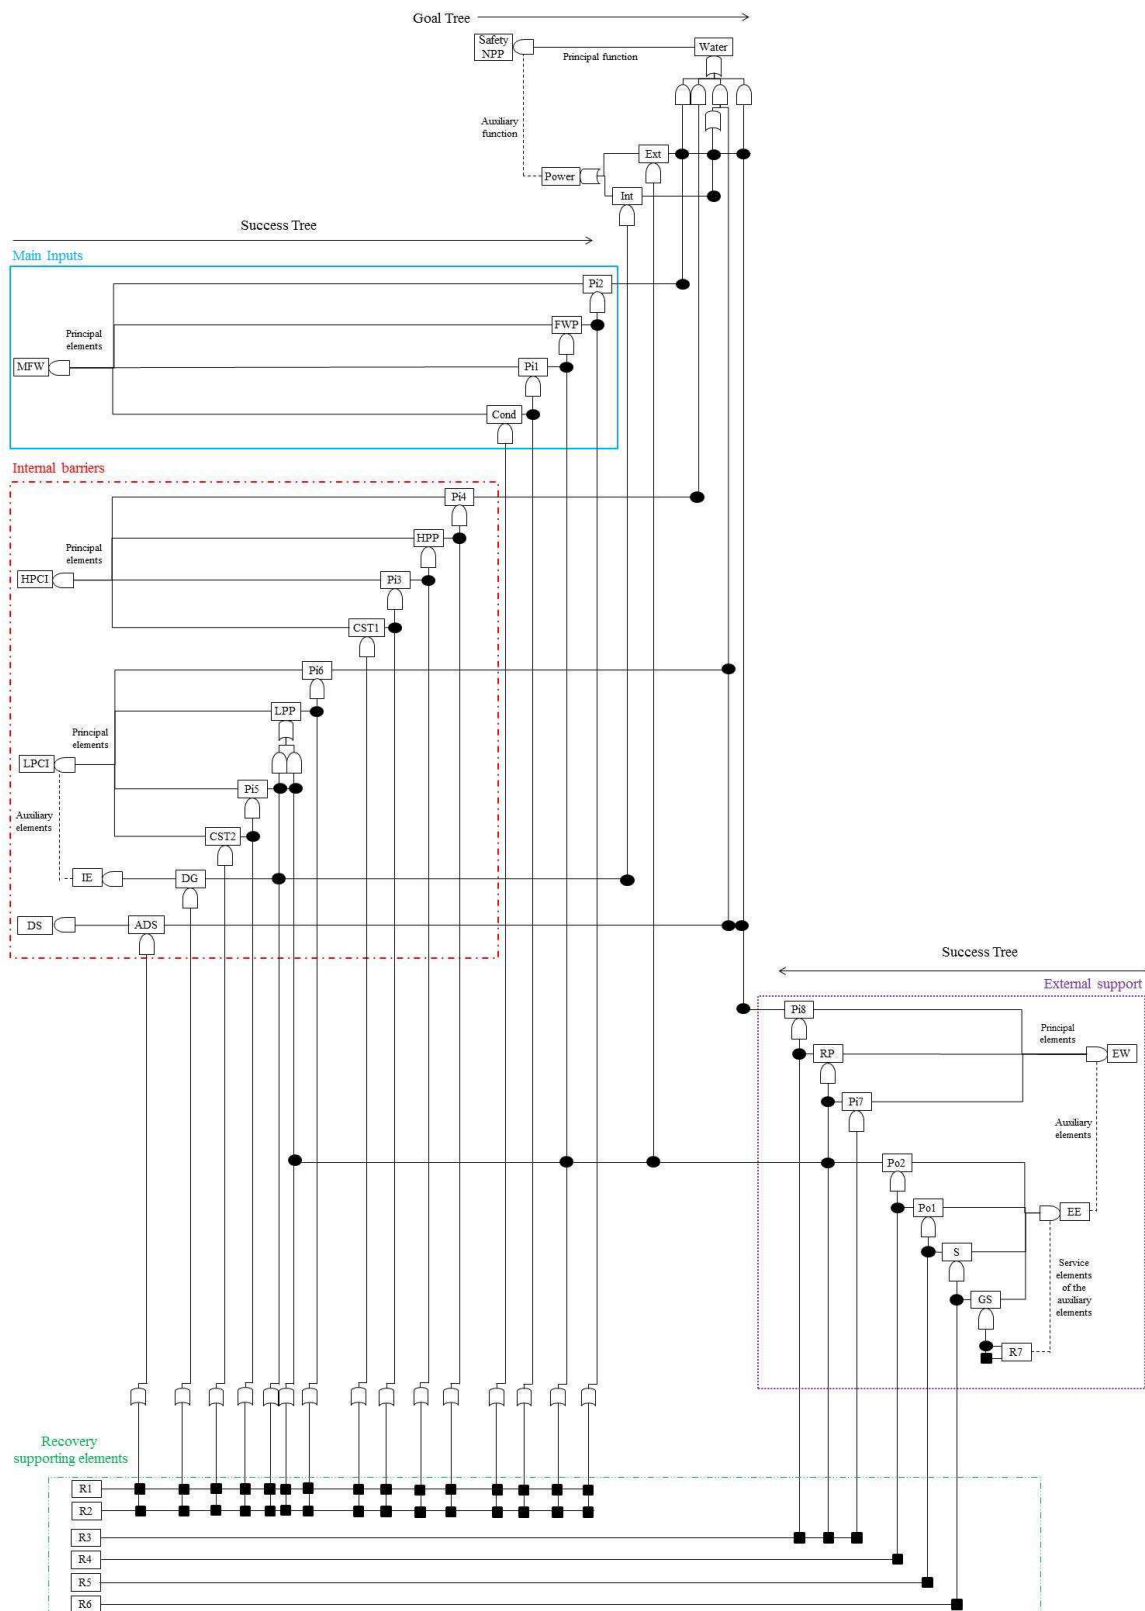 Goal Tree
Safety
NPP
Water
Principal function
Auxiliary
function
Ext
Power
Int
Success Tree
Main Inputs
Pi2
Principal
elements
FWP
MFW
Pi1
Cond
Internal barriers
Pi4
HPP
Principal
elements
HPCI
Pi3
CST1
Pi6
LPP
Principal
elements
LPCI
Pi5
Auxiliary
elements
CST2
IE
DG
DS
ADS
Success Tree
External support
Pi8
Principal
elements
RP
EW
Pi7
Auxiliary
elements
Po2
Po1
EE
S
Service
elements
of the
auxiliary
elements
GS
R7
Recovery
supporting elements
R1
R2
R3
R4
R5
R6